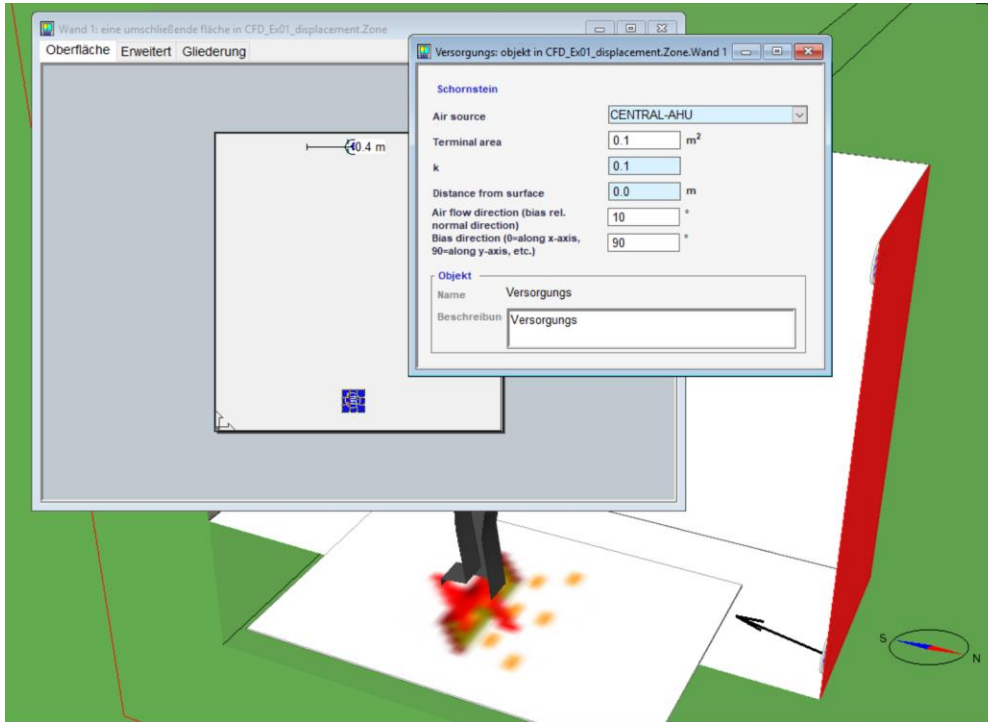 Wand 1: eine umschließende fläche in CFD_Ex01_displacement.Zone
Oberfläche Erweitert Gliederung
0.4 m
Versorgungs: objekt in CFD_Ex01_displacement.Zone.Wand 1
Schornstein
Air source CENTRAL-AHU
Terminal area 0.1 m²
k 0.1
Distance from surface 0.0 m
Air flow direction (bias rel.
normal direction) 10 °
Bias direction (0=along x-axis,
90=along y-axis, etc.) 90 °
Objekt
Name Versorgungs
Beschreibun Versorgungs
S
N